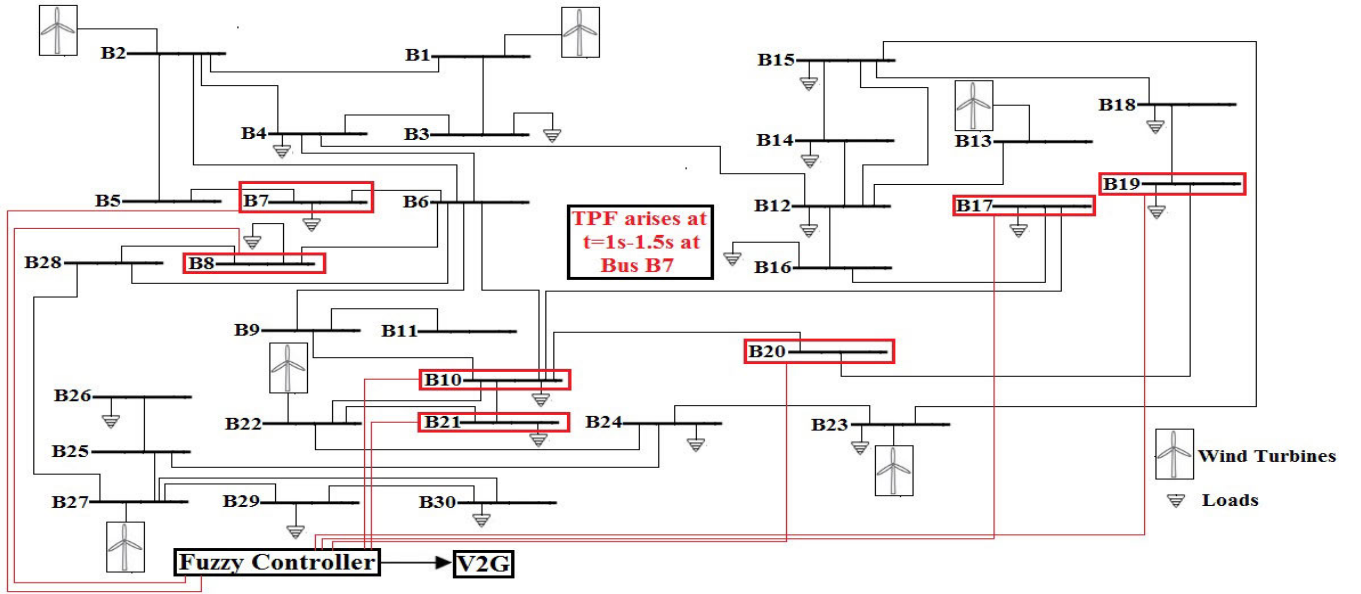 B2
B1
B15
B18
B4
B3
B14
B13
B5
B7
B6
B19
B12
B17
TPF arises at
t=1s-1.5s at
Bus B7
B28
B8
B16
B9
B11
B20
B10
B26
B22
B21
B24
B23
B25
Wind Turbines
B27
B29
B30
Loads
Fuzzy Controller
V2G